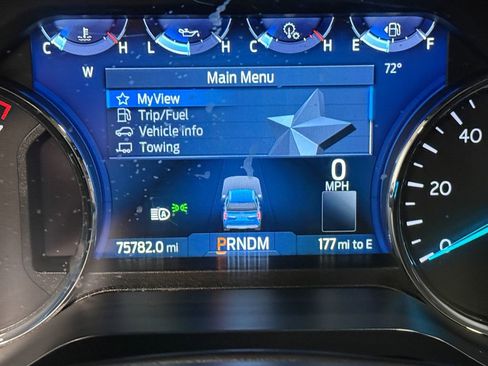 C H L H C H E F
W Main Menu 72°
MyView
Trip/Fuel
Vehicle info
Towing
0
MPH
A
75782.0 mi PRNDM 177 mi to E
40
20
0